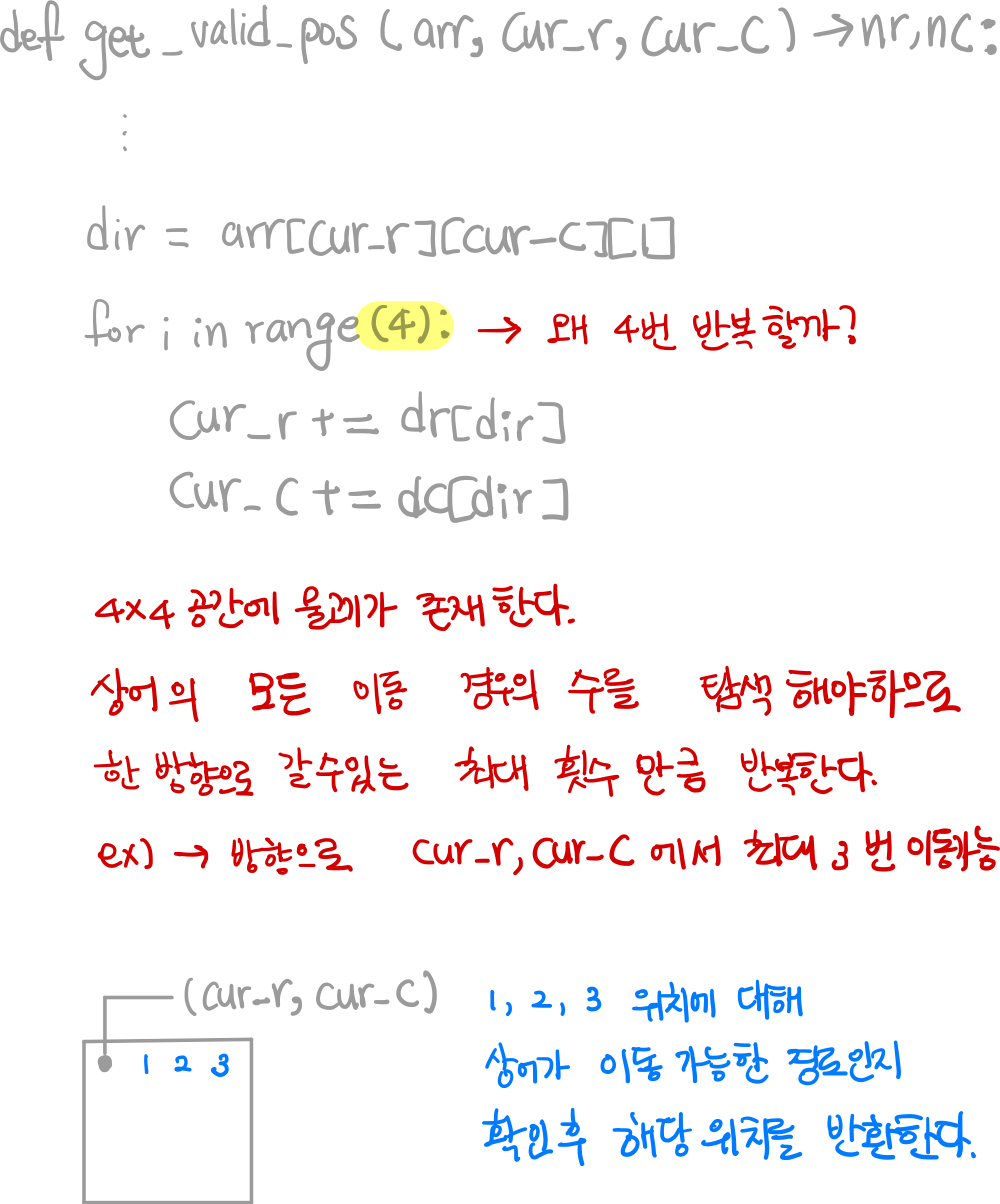 def get_valid_pos (arr, cur_r, cur_c) → nr, nc:
⋮
dir = arr[cur_r][cur-c][1]
for i in range (4): → 왜 4번 반복할까?
cur_r += dr[dir]
cur_c += dc[dir]
4x4 공간에 물고기가 존재한다.
상어의 모든 이동 경우의 수를 탐색해야하므로
한 방향으로 갈수있는 최대 횟수 만큼 반복한다.
ex) → 방향으로 cur_r, cur_c 에서 최대 3번 이동가능
(cur_r, cur_c)
1, 2, 3 위치에 대해
1 2 3
상어가 이동 가능한 경로인지
확인후 해당 위치를 반환한다.